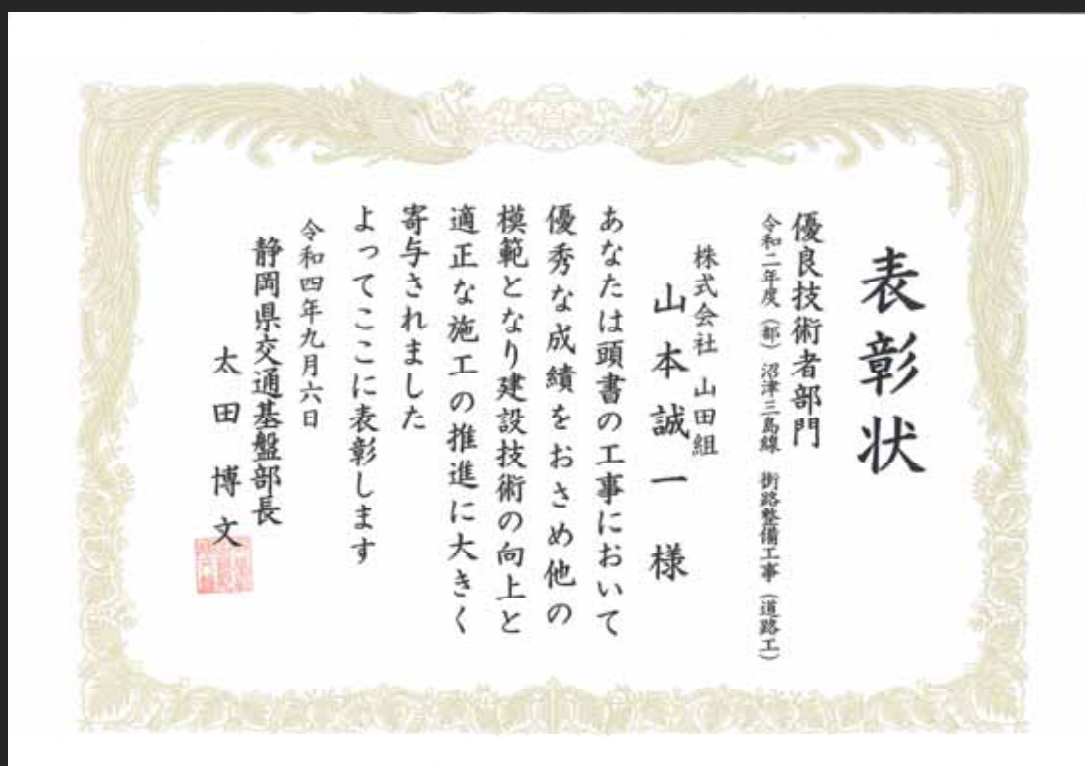 表彰状
優良技術者部門
令和二年度（都）沼津三島線　街路整備工事（道路工）
株式会社　山田組
山本誠一　様
あなたは頭書の工事において
優秀な成績をおさめ他の
模範となり建設技術の向上と
適正な施工の推進に大きく
寄与されました
よってここに表彰します
令和四年九月六日
静岡県交通基盤部長
太田博文